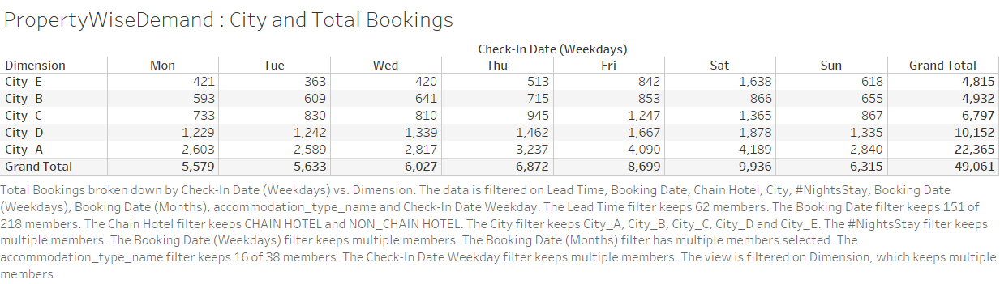 PropertyWiseDemand : City and Total Bookings
Check-In Date (Weekdays)
Dimension Mon Tue Wed Thu Fri Sat Sun Grand Total
City_E 421 363 420 513 842 1,638 618 4,815
City_B 593 609 641 715 853 866 655 4,932
City_C 733 830 810 945 1,247 1,365 867 6,797
City_D 1,229 1,242 1,339 1,462 1,667 1,878 1,335 10,152
City_A 2,603 2,589 2,817 3,237 4,090 4,189 2,840 22,365
Grand Total 5,579 5,633 6,027 6,872 8,699 9,936 6,315 49,061
Total Bookings broken down by Check-In Date (Weekdays) vs. Dimension. The data is filtered on Lead Time, Booking Date, Chain Hotel, City, #NightsStay, Booking Date
(Weekdays), Booking Date (Months), accommodation_type_name and Check-In Date Weekday. The Lead Time filter keeps 62 members. The Booking Date filter keeps 151 of
218 members. The Chain Hotel filter keeps CHAIN HOTEL and NON_CHAIN HOTEL. The City filter keeps City_A, City_B, City_C, City_D and City_E. The #NightsStay filter keeps
multiple members. The Booking Date (Weekdays) filter keeps multiple members. The Booking Date (Months) filter has multiple members selected. The
accommodation_type_name filter keeps 16 of 38 members. The Check-In Date Weekday filter keeps multiple members. The view is filtered on Dimension, which keeps multiple
members.